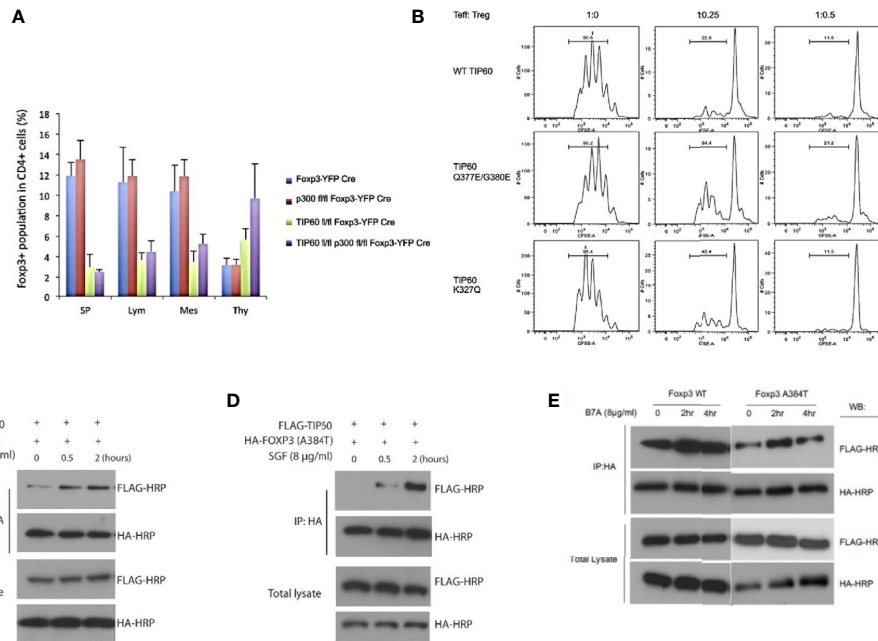 A
Foxp3+ population in CD4+ cells (%)
18
16
14
12
10
8
6
4
2
0
SP Lym Mes Thy
Foxp3-YFP Cre
p300 fl/fl Foxp3-YFP Cre
TIP60 f/fl Foxp3-YFP Cre
TIP60 f/fl p300 fl/fl Foxp3-YFP Cre
B
Teff: Treg 1:0 1:0.25 1:0.5
WT TIP60
TIP60
Q377E/G380E
TIP60
K327Q
# Cells
CFSE-A
22.8
11.8
90.2
84.4
21.2
42.4
11.5
0
+ + +
+ + +
ml) 0 0.5 2 (hours)
FLAG-HRP
A
HA-HRP
FLAG-HRP
e
HA-HRP
D
FLAG-TIP60 + + +
HA-FOXP3 (A384T) + + +
SGF (8 μg/ml) 0 0.5 2 (hours)
FLAG-HRP
IP: HA
HA-HRP
FLAG-HRP
Total lysate
HA-HRP
E
Foxp3 WT Foxp3 A384T
B7A (8μg/ml) 0 2hr 4hr 0 2hr 4hr WB:
FLAG-HR
IP:HA
HA-HRP
FLAG-HR
Total Lysate
HA-HRP